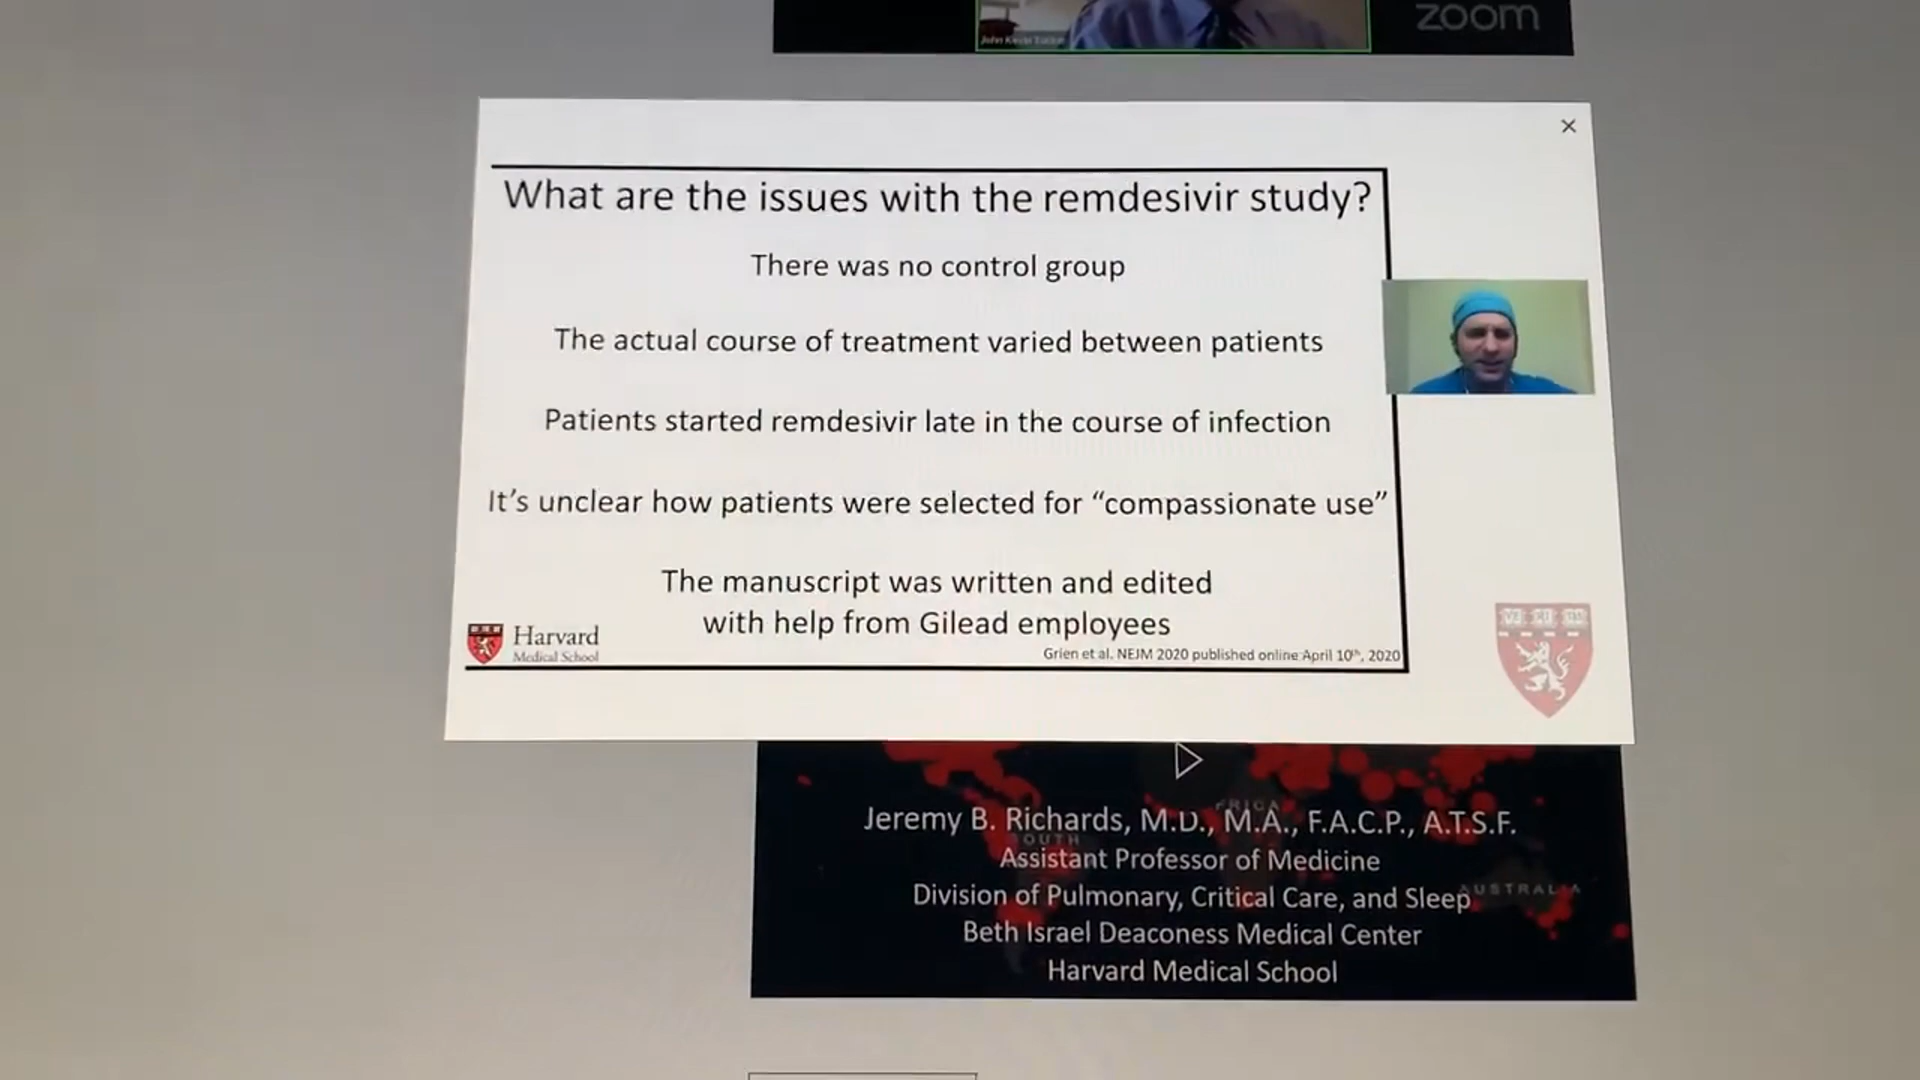 zoom
What are the issues with the remdesivir study?
There was no control group
The actual course of treatment varied between patients
Patients started remdesivir late in the course of infection
It's unclear how patients were selected for “compassionate use”
The manuscript was written and edited
with help from Gilead employees
Harvard
Medical School
Grien et al. NEJM 2020 published online April 10th, 2020
Jeremy B. Richards, M.D., M.A., F.A.C.P., A.T.S.F.
Assistant Professor of Medicine
Division of Pulmonary, Critical Care, and Sleep
AUSTRALIA
Beth Israel Deaconess Medical Center
Harvard Medical School